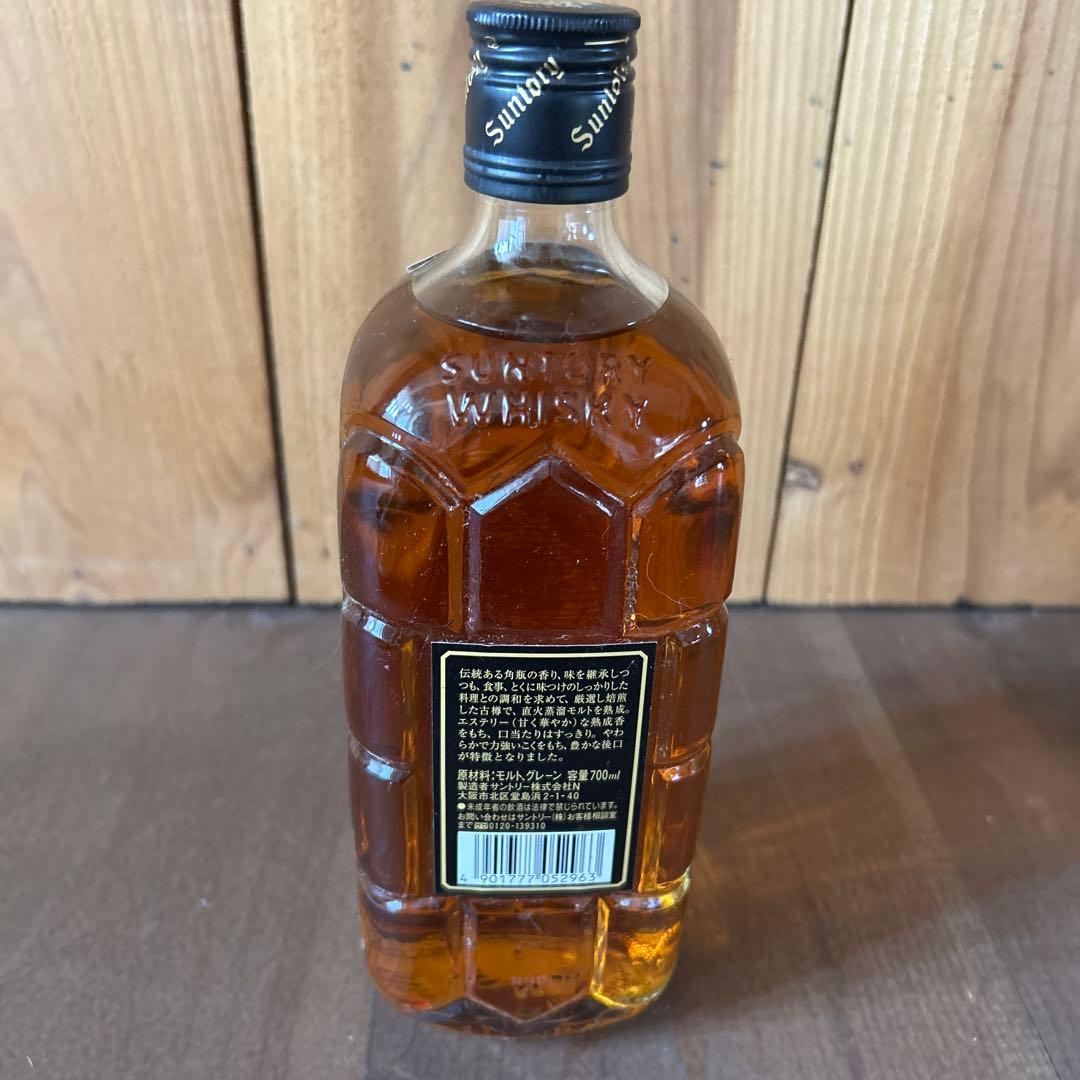 Suntory
Suntory
SUNTORY
WHISKY
伝統ある角瓶の香り、味を継承しつ
つも、食事、とくに味つけのしっかりした
料理との調和を求めて、厳選し焙煎
した古樽で、直火蒸溜モルトを熟成。
エステリー(甘く華やか)な熟成香
をもち、口当たりはすっきり。やわ
らかで力強いこくをもち、豊かな後口
が特徴となりました。
原材料:モルト、グレーン 容量700ml
製造者サントリー株式会社N
大阪市北区堂島浜2-1-40
●未成年者の飲酒は法律で禁じられています。
お問い合わせはサントリー(株)お客様相談室
まで 0120-139310
4 901777 052963